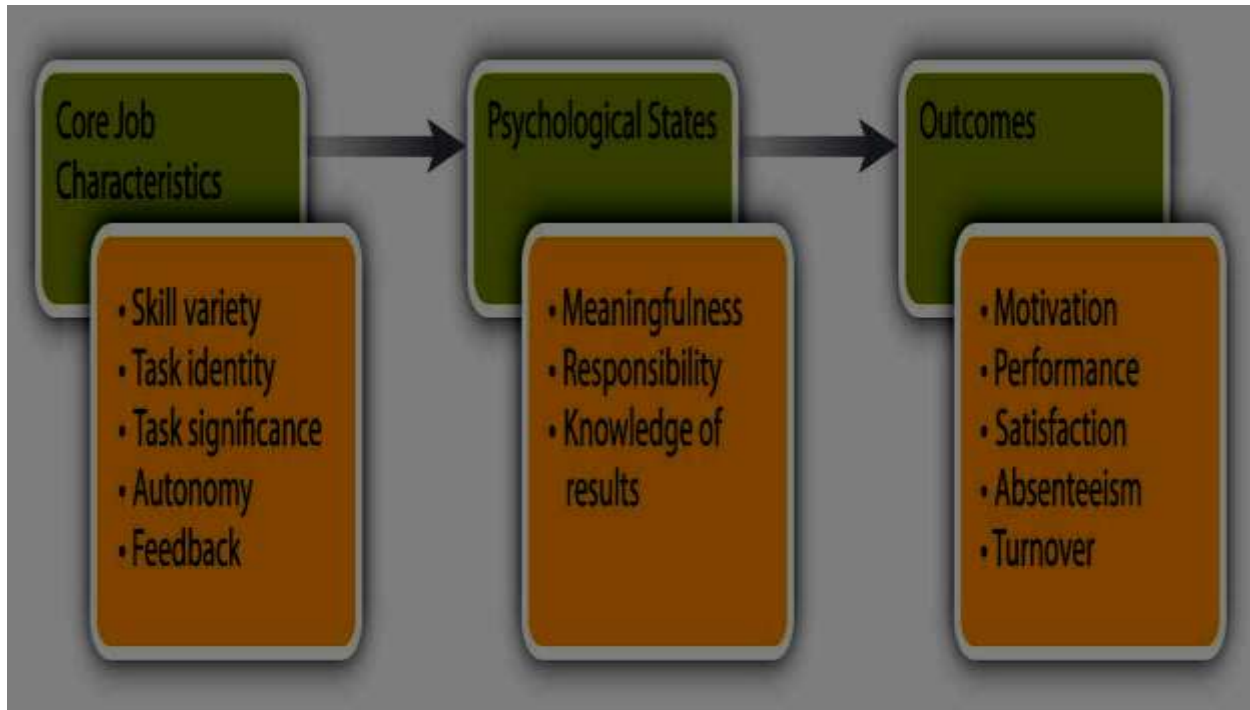 Core Job
Characteristics
• Skill variety
• Task identity
• Task significance
• Autonomy
• Feedback
Psychological States
• Meaningfulness
• Responsibility
• Knowledge of
results
Outcomes
• Motivation
• Performance
• Satisfaction
• Absenteeism
• Turnover